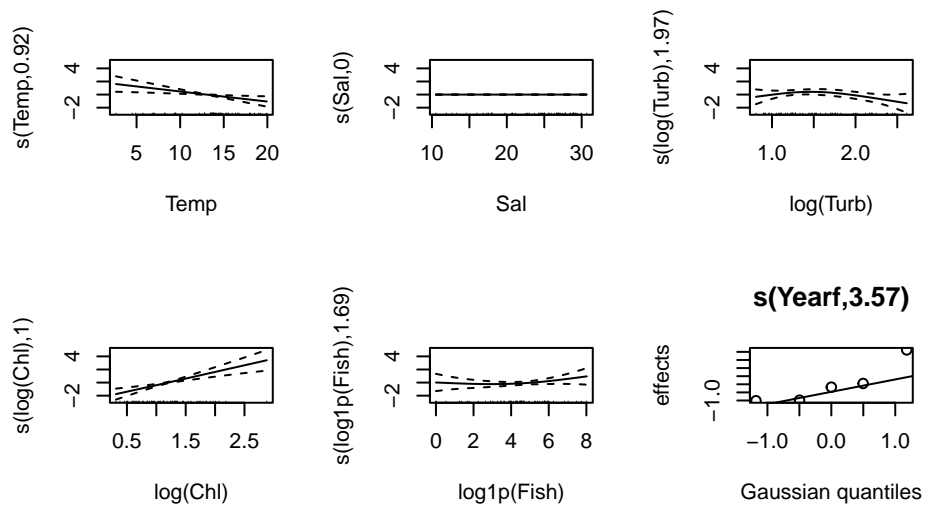 s(Temp,0.92)
4
−2
5 10 15 20
Temp
s(Sal,0)
4
−2
10 20 30
Sal
s(log(Turb),1.97)
4
−2
1.0 2.0
log(Turb)
s(log(Chl),1)
4
−2
0.5 1.5 2.5
log(Chl)
s(log1p(Fish),1.69)
4
−2
0 2 4 6 8
log1p(Fish)
s(Yearf,3.57)
effects
−1.0
−1.0 0.0 1.0
Gaussian quantiles